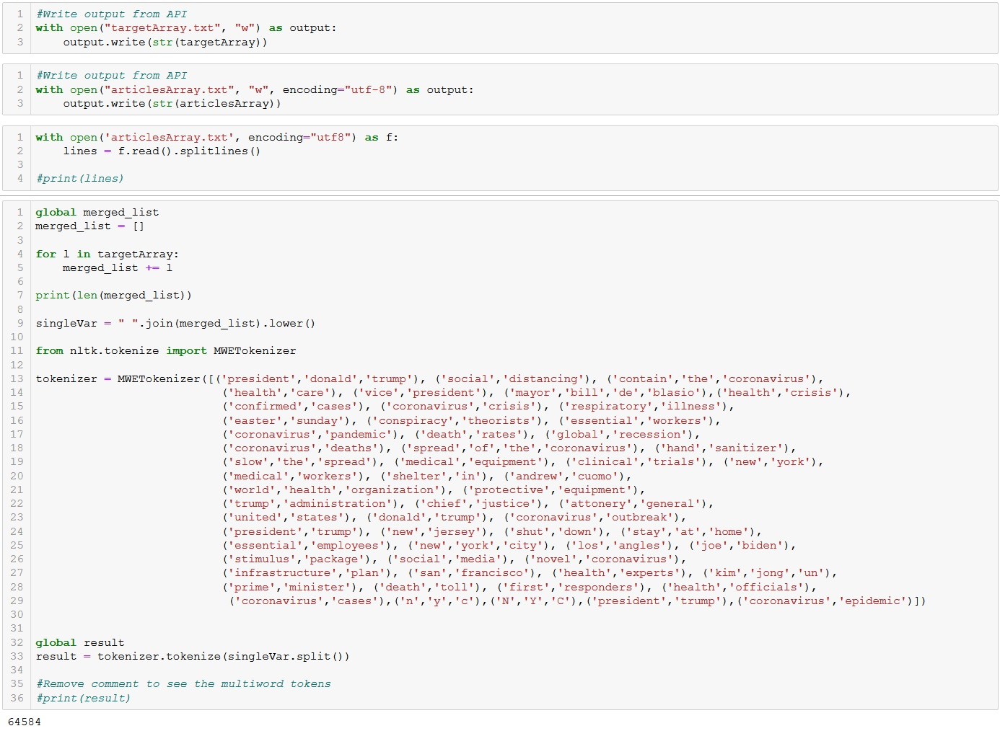 1 #Write output from API
2 with open("targetArray.txt", "w") as output:
3     output.write(str(targetArray))
1 #Write output from API
2 with open("articlesArray.txt", "w", encoding="utf-8") as output:
3     output.write(str(articlesArray))
1 with open('articlesArray.txt', encoding="utf8") as f:
2     lines = f.read().splitlines()
3
4 #print(lines)
1 global merged_list
2 merged_list = []
3
4 for l in targetArray:
5     merged_list += l
6
7 print(len(merged_list))
8
9 singleVar = " ".join(merged_list).lower()
10
11 from nltk.tokenize import MWETokenizer
12
13 tokenizer = MWETokenizer([('president','donald','trump'), ('social','distancing'), ('contain','the','coronavirus'),
14                            ('health','care'), ('vice','president'), ('mayor','bill','de','blasio'),('health','crisis'),
15                            ('confirmed','cases'), ('coronavirus','crisis'), ('respiratory','illness'),
16                            ('easter','sunday'), ('conspiracy','theorists'), ('essential','workers'),
17                            ('coronavirus','pandemic'), ('death','rates'), ('global','recession'),
18                            ('coronavirus','deaths'), ('spread','of','the','coronavirus'), ('hand','sanitizer'),
19                            ('slow','the','spread'), ('medical','equipment'), ('clinical','trials'), ('new','york'),
20                            ('medical','workers'), ('shelter','in'), ('andrew','cuomo'),
21                            ('world','health','organization'), ('protective','equipment'),
22                            ('trump','administration'), ('chief','justice'), ('attonery','general'),
23                            ('united','states'), ('donald','trump'), ('coronavirus','outbreak'),
24                            ('president','trump'), ('new','jersey'), ('shut','down'), ('stay','at','home'),
25                            ('essential','employees'), ('new','york','city'), ('los','angles'), ('joe','biden'),
26                            ('stimulus','package'), ('social','media'), ('novel','coronavirus'),
27                            ('infrastructure','plan'), ('san','francisco'), ('health','experts'), ('kim','jong','un'),
28                            ('prime','minister'), ('death','toll'), ('first','responders'), ('health','officials'),
29                             ('coronavirus','cases'),('n','y','c'),('N','Y','C'),('president','trump'),('coronavirus','epidemic')])
30
31
32 global result
33 result = tokenizer.tokenize(singleVar.split())
34
35 #Remove comment to see the multiword tokens
36 #print(result)
64584